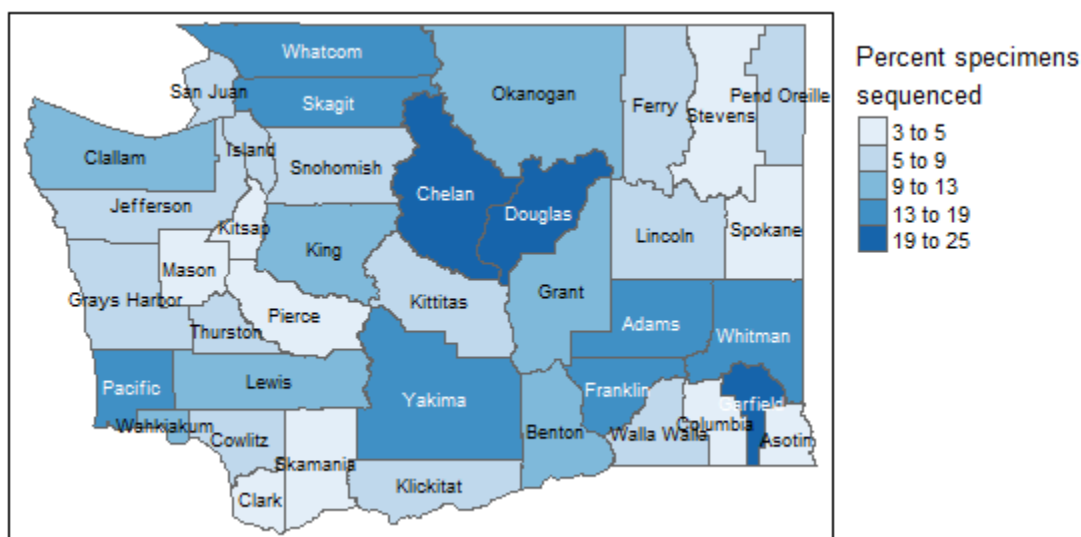 Percent specimens
sequenced
3 to 5
5 to 9
9 to 13
13 to 19
19 to 25
Whatcom
San Juan
Skagit
Okanogan
Ferry
Stevens
Pend Oreille
Clallam
Island
Snohomish
Chelan
Douglas
Jefferson
Kitsap
King
Lincoln
Spokane
Mason
Grays Harbor
Pierce
Kittitas
Grant
Thurston
Adams
Whitman
Pacific
Lewis
Yakima
Franklin
Garfield
Wahkiakum
Cowlitz
Benton
Walla Walla
Columbia
Asotin
Skamania
Klickitat
Clark